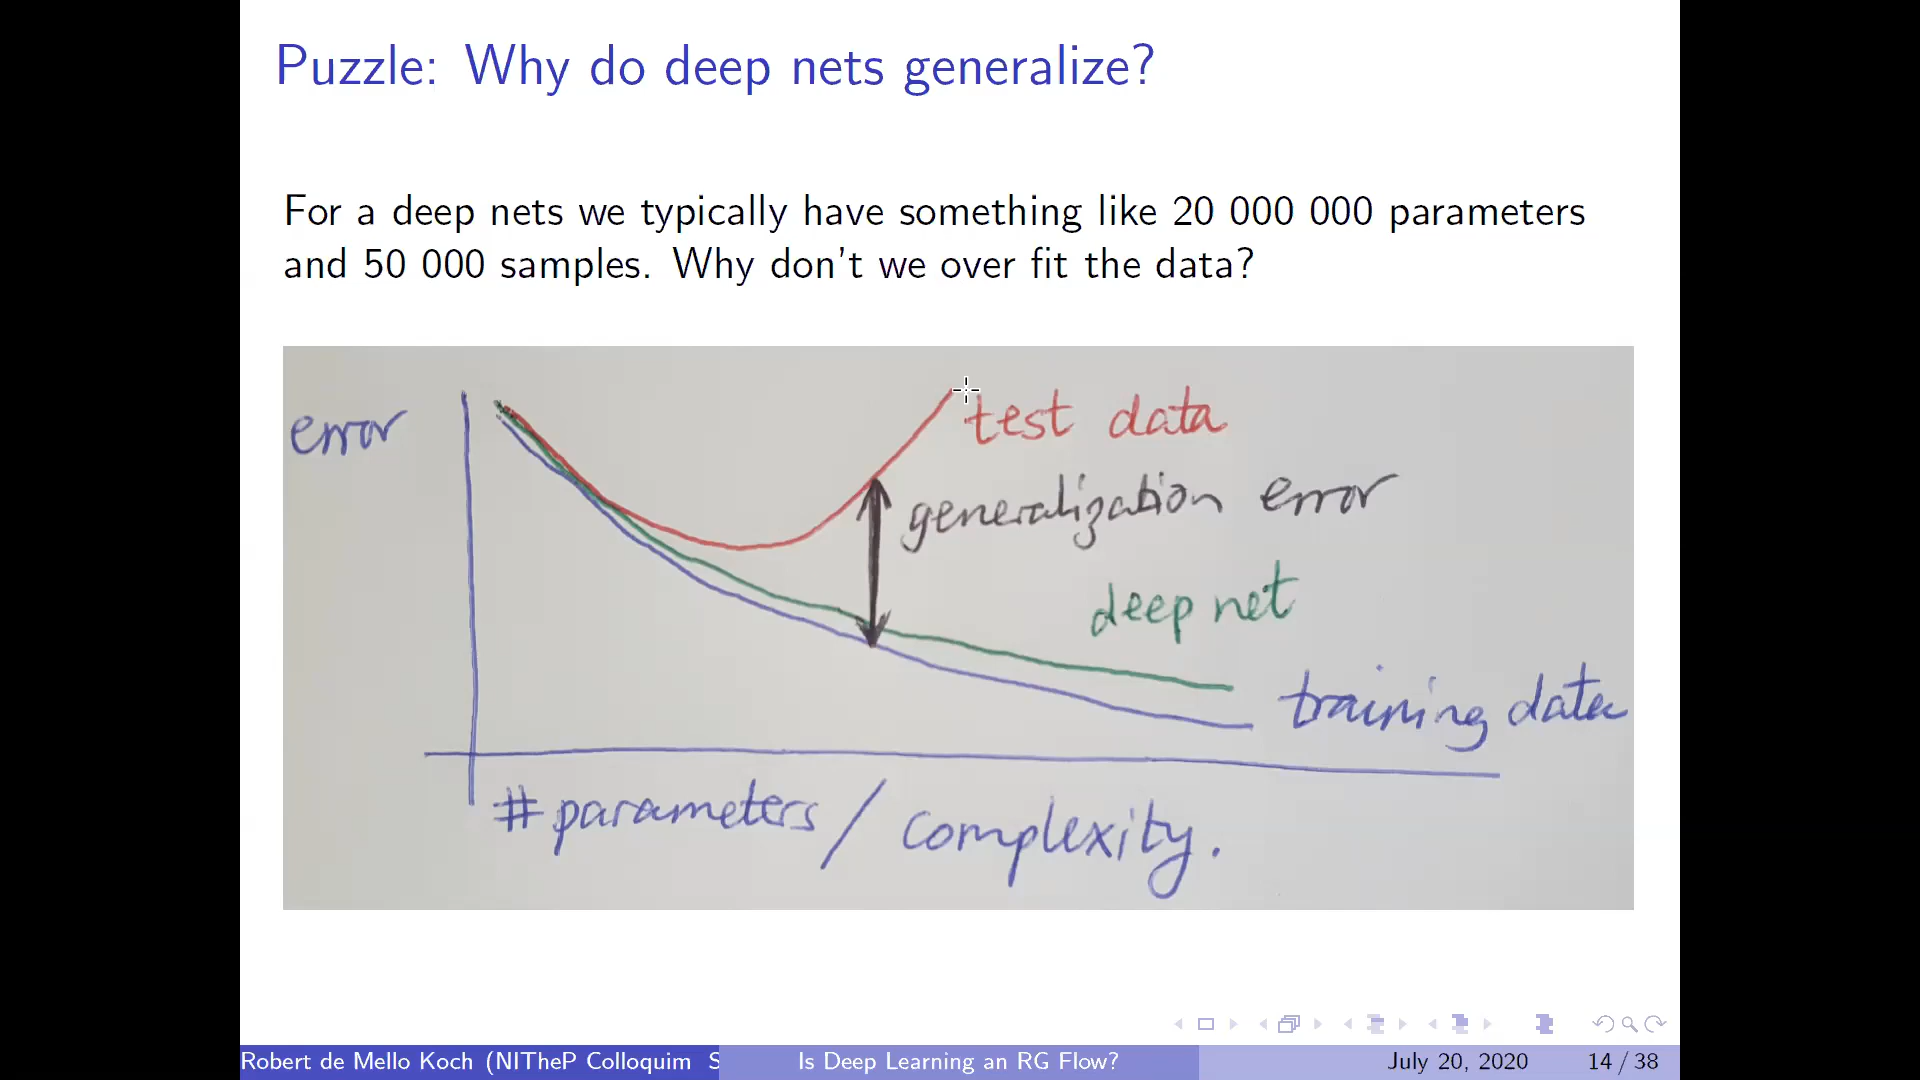 Puzzle: Why do deep nets generalize?
For a deep nets we typically have something like 20 000 000 parameters
and 50 000 samples. Why don't we over fit the data?
error
test data
generalization error
deep net
training data
# parameters / complexity.
Robert de Mello Koch (NITheP Colloquim S
Is Deep Learning an RG Flow?
July 20, 2020
14 / 38